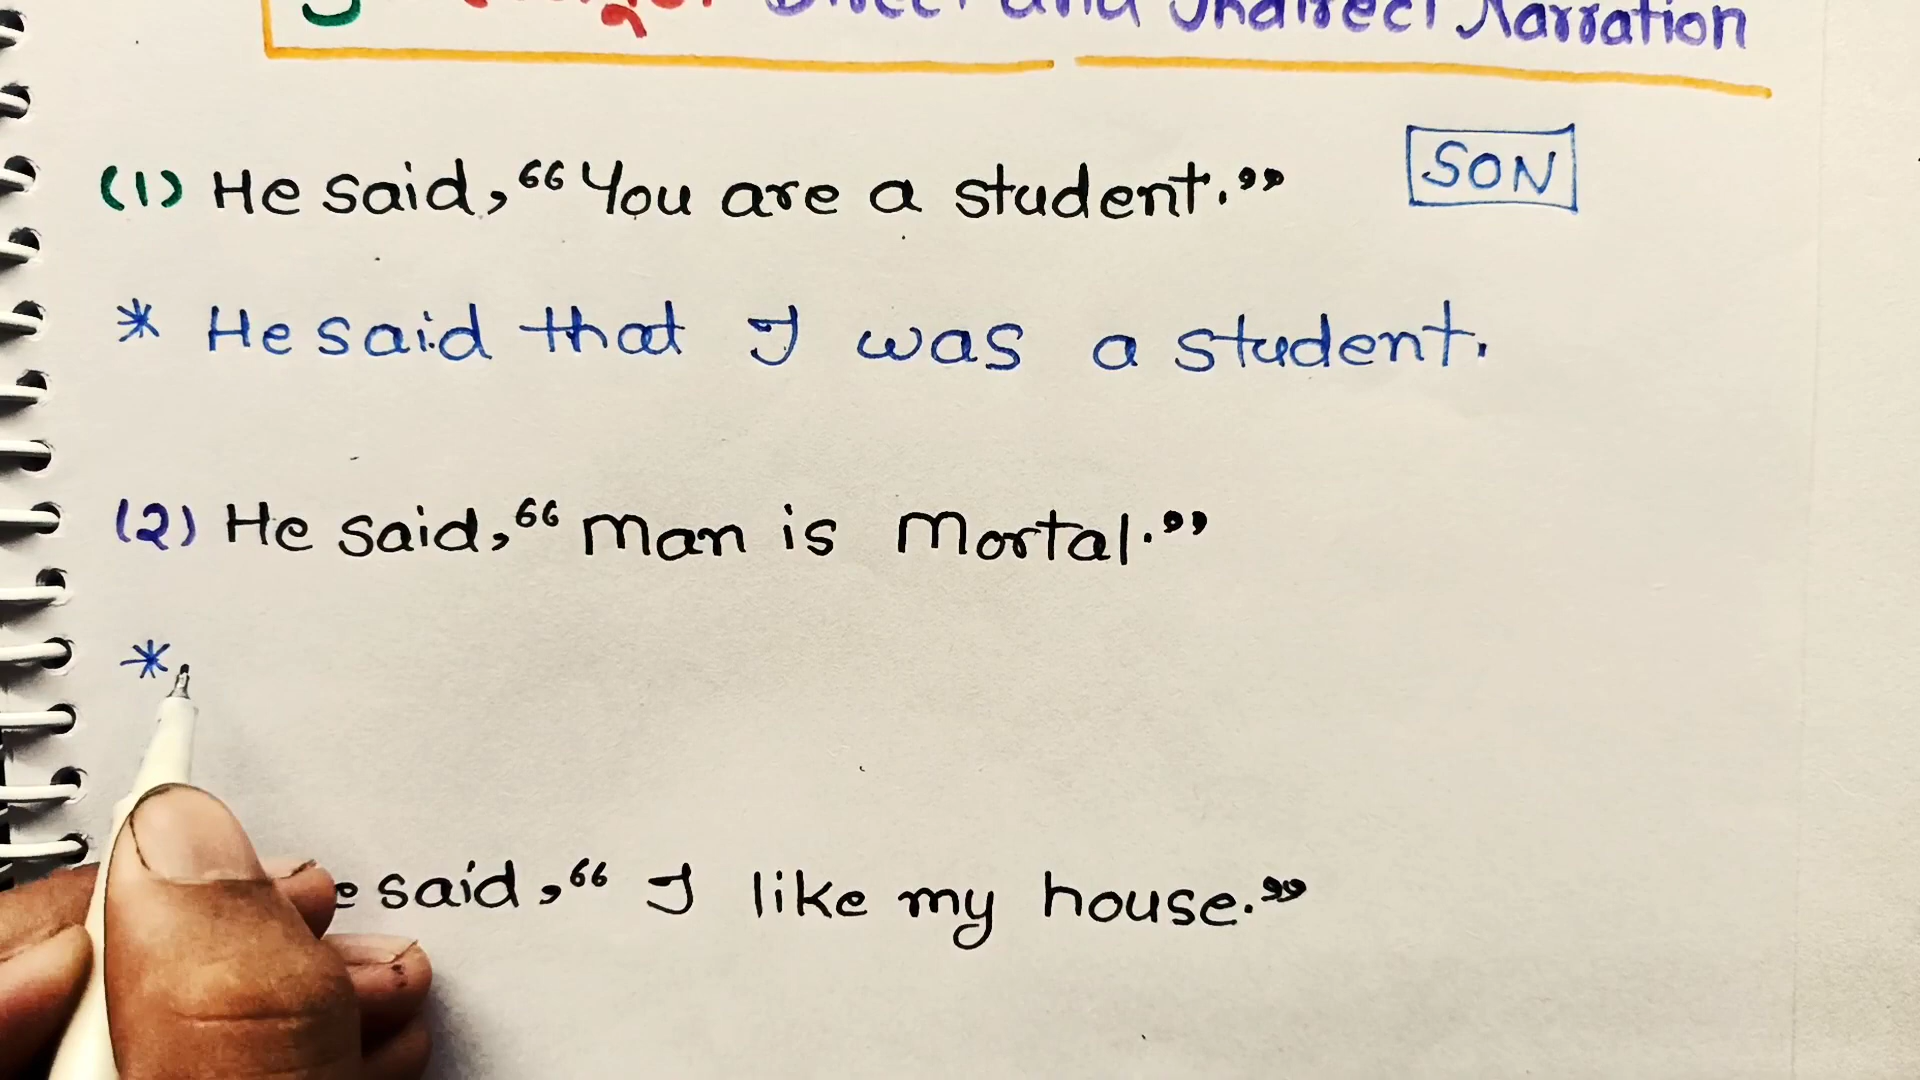 Direct and Indirect Narration
(1) He said, “You are a student.” SON
* He said that I was a student.
(2) He said, “Man is Mortal.”
*
said, “I like my house.”